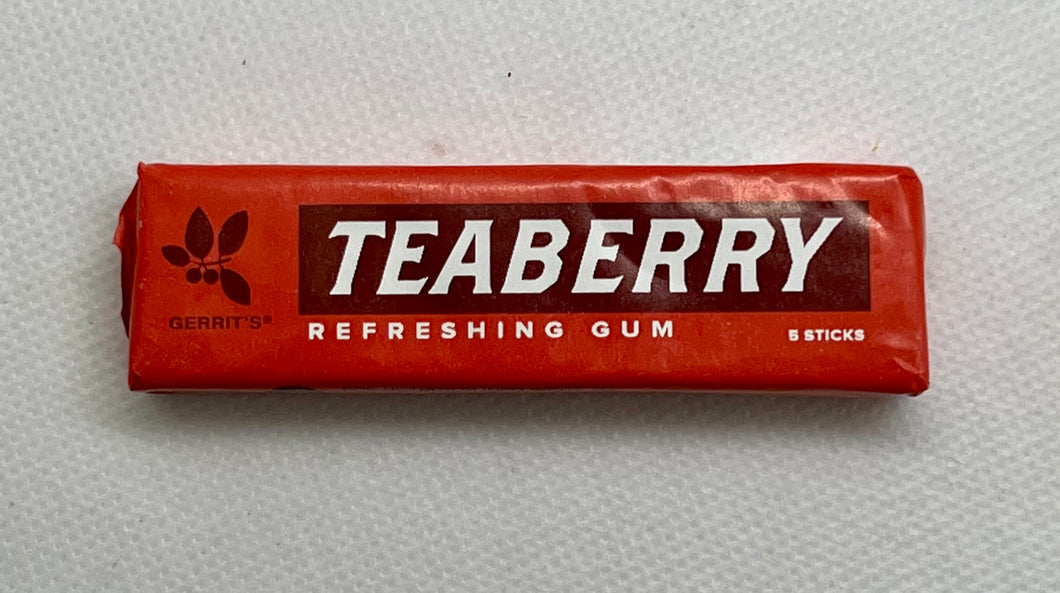 TEABERRY
GERRIT'S®
REFRESHING GUM
5 STICKS